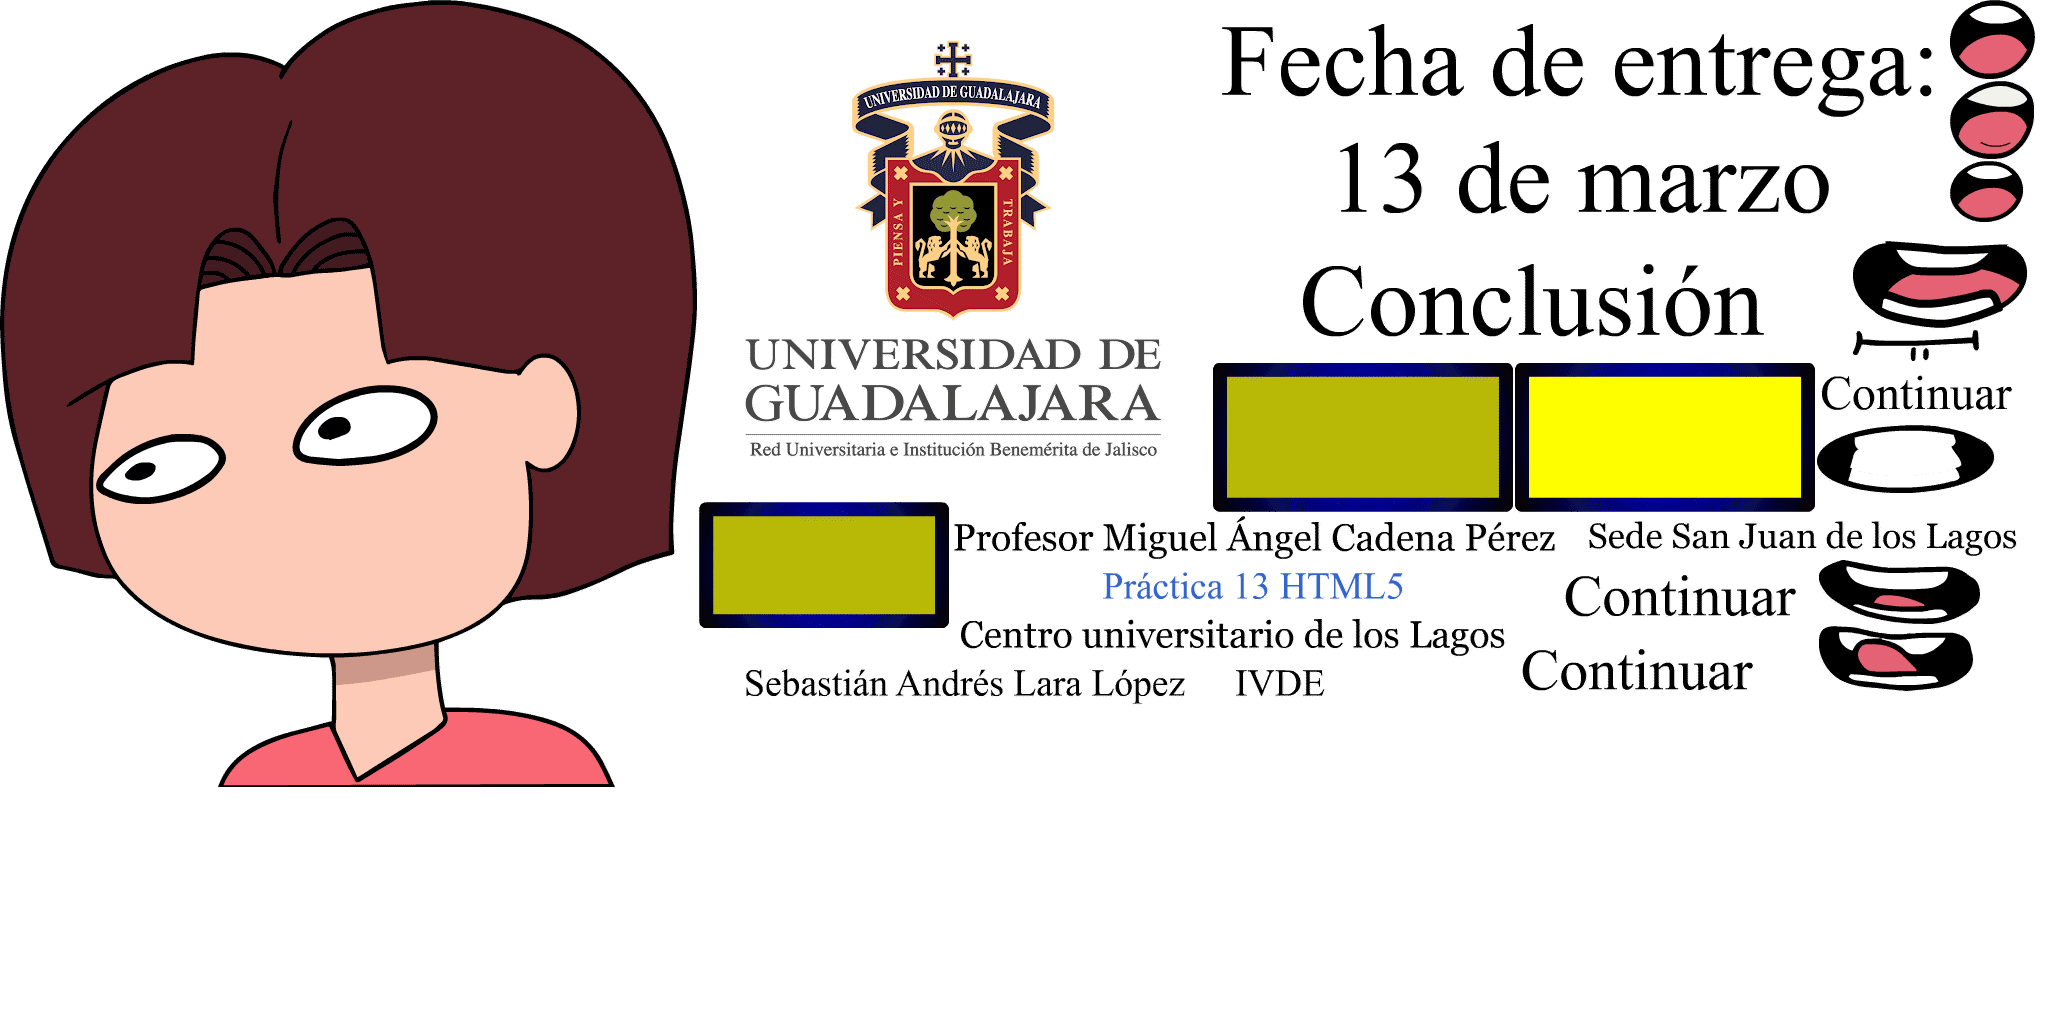 Fecha de entrega:
13 de marzo
Conclusión
UNIVERSIDAD DE GUADALAJARA
PIENSA Y
TRABAJA
UNIVERSIDAD DE
GUADALAJARA
Red Universitaria e Institución Benemérita de Jalisco
Continuar
Profesor Miguel Ángel Cadena Pérez
Sede San Juan de los Lagos
Práctica 13 HTML5
Continuar
Centro universitario de los Lagos
Continuar
Sebastián Andrés Lara López
IVDE